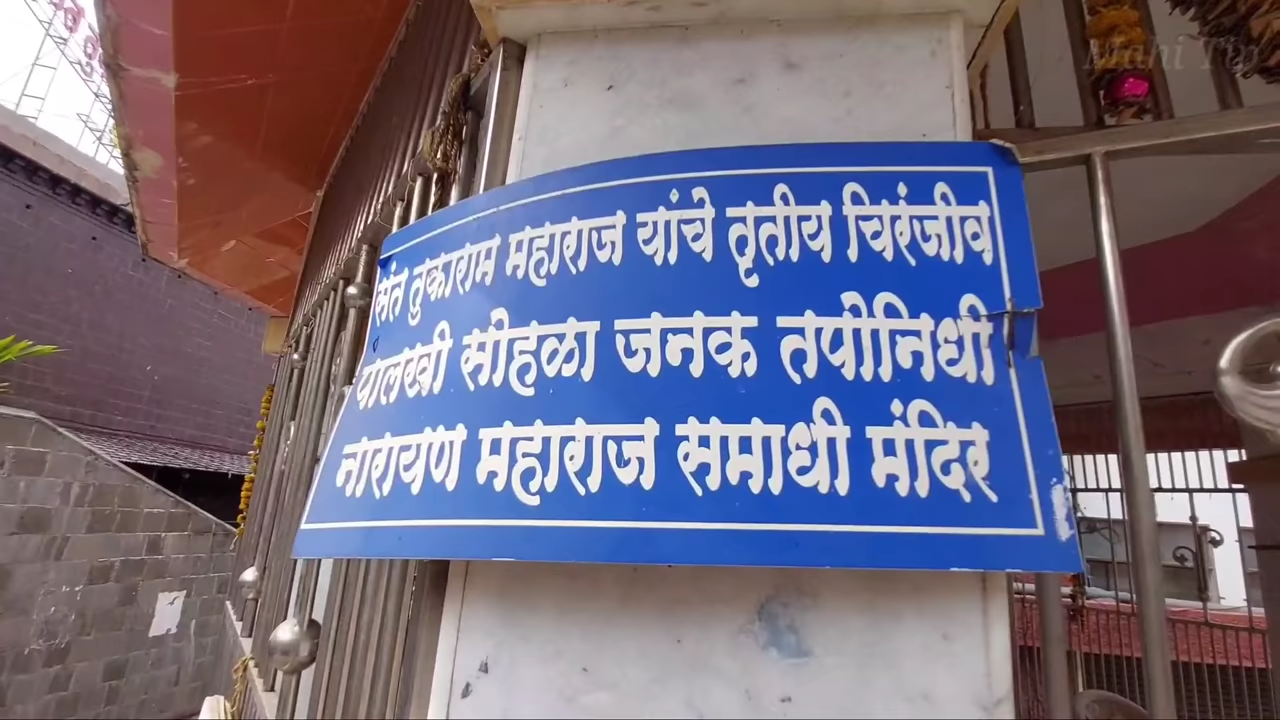 संत तुकाराम महाराज यांचे तृतीय चिरंजीव
पालखी सोहळा जनक तपोनिधी
नारायण महाराज समाधी मंदिर